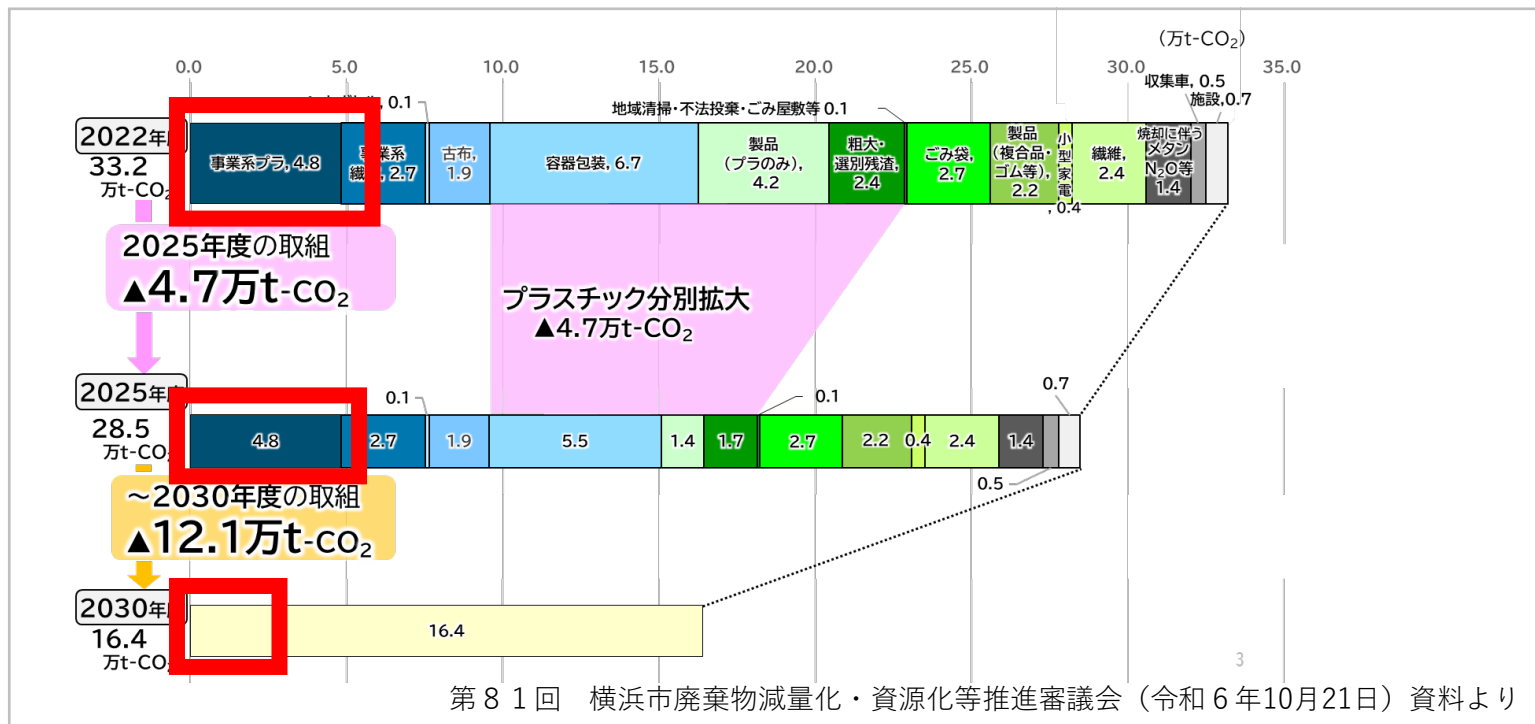 (万t-CO₂)
0.0 5.0 10.0 15.0 20.0 25.0 30.0 35.0
, 0.1
地域清掃・不法投棄・ごみ屋敷等 0.1
収集車, 0.5
施設, 0.7
2022年度
33.2
万t-CO₂
事業系プラ, 4.8
事業系
繊維, 2.7
古布,
1.9
容器包装, 6.7
製品
(プラのみ),
4.2
粗大・
選別残渣,
2.4
ごみ袋,
2.7
製品
(複合品・
ゴム等),
2.2
小型家電
, 0.4
繊維,
2.4
焼却に伴う
メタン
N₂O等
1.4
2025年度の取組
▲4.7万t-CO₂
プラスチック分別拡大
▲4.7万t-CO₂
2025年度
28.5
万t-CO₂
0.1
0.1
0.7
4.8 2.7 1.9 5.5 1.4 1.7 2.7 2.2 0.4 2.4 1.4
0.5
~2030年度の取組
▲12.1万t-CO₂
2030年度
16.4
万t-CO₂
16.4
3
第81回 横浜市廃棄物減量化・資源化等推進審議会(令和6年10月21日)資料より